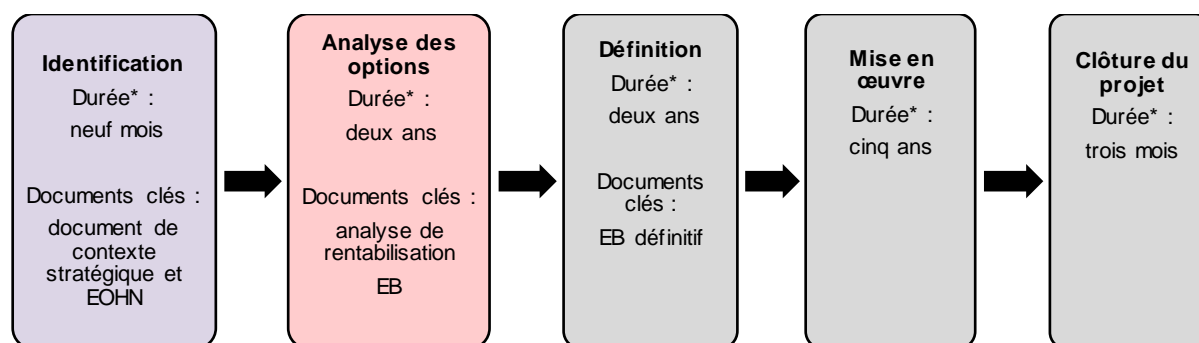 Identification
Durée* :
neuf mois
Documents clés :
document de
contexte
stratégique et
EOHN
Analyse des
options
Durée* :
deux ans
Documents clés :
analyse de
rentabilisation
EB
Définition
Durée* :
deux ans
Documents
clés :
EB définitif
Mise en
œuvre
Durée* :
cinq ans
Clôture du
projet
Durée* :
trois mois